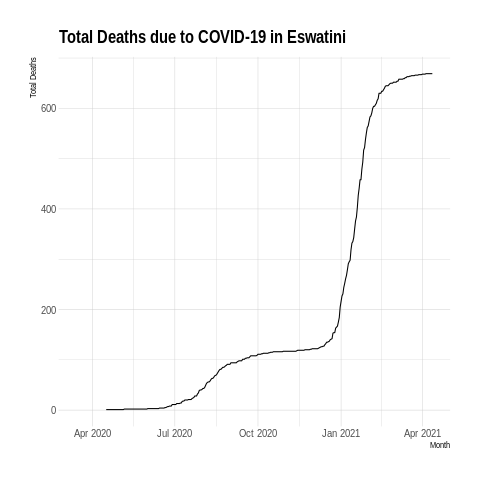 Total Deaths due to COVID-19 in Eswatini
Total Deaths
600
400
200
0
Apr 2020 Jul 2020 Oct 2020 Jan 2021 Apr 2021
Month